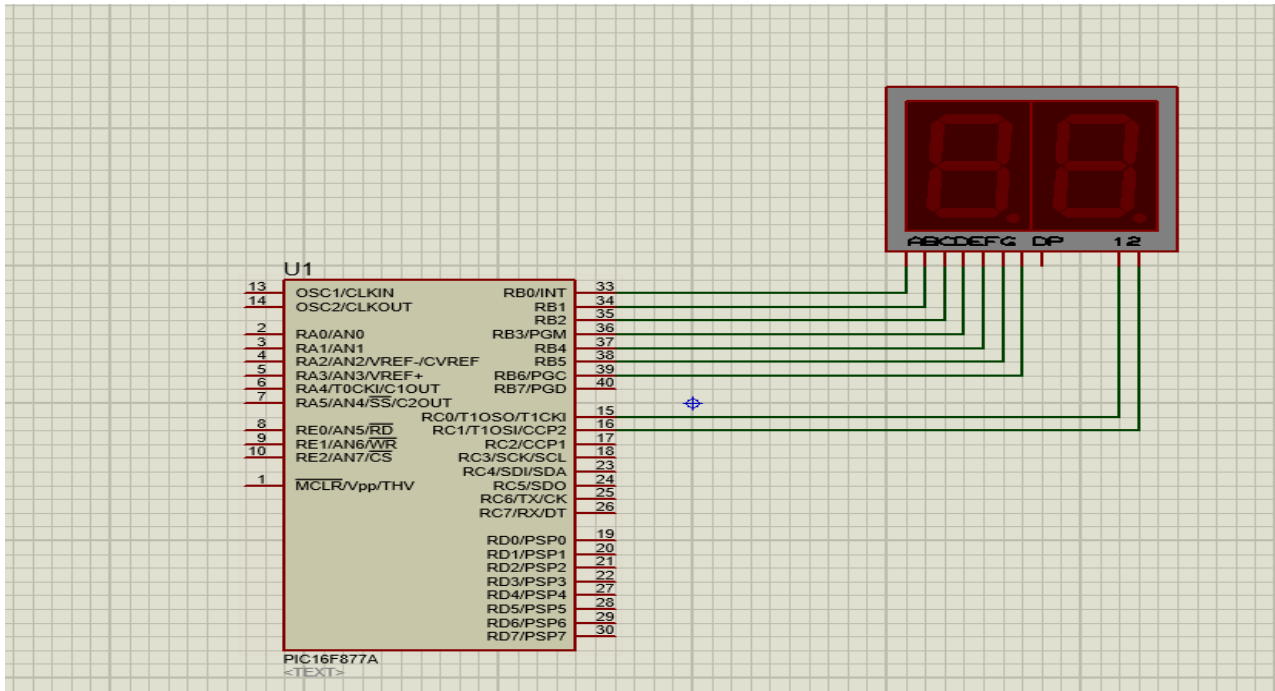 ABCDEFG DP 12
U1
13 OSC1/CLKIN RB0/INT 33
14 OSC2/CLKOUT RB1 34
RB2 35
2 RA0/AN0 RB3/PGM 36
3 RA1/AN1 RB4 37
4 RA2/AN2/VREF-/CVREF RB5 38
5 RA3/AN3/VREF+ RB6/PGC 39
6 RA4/T0CKI/C1OUT RB7/PGD 40
7 RA5/AN4/SS/C2OUT
RC0/T1OSO/T1CKI 15
8 RE0/AN5/RD RC1/T1OSI/CCP2 16
9 RE1/AN6/WR RC2/CCP1 17
10 RE2/AN7/CS RC3/SCK/SCL 18
RC4/SDI/SDA 23
1 MCLR/Vpp/THV RC5/SDO 24
RC6/TX/CK 25
RC7/RX/DT 26
RD0/PSP0 19
RD1/PSP1 20
RD2/PSP2 21
RD3/PSP3 22
RD4/PSP4 27
RD5/PSP5 28
RD6/PSP6 29
RD7/PSP7 30
PIC16F877A
<TEXT>